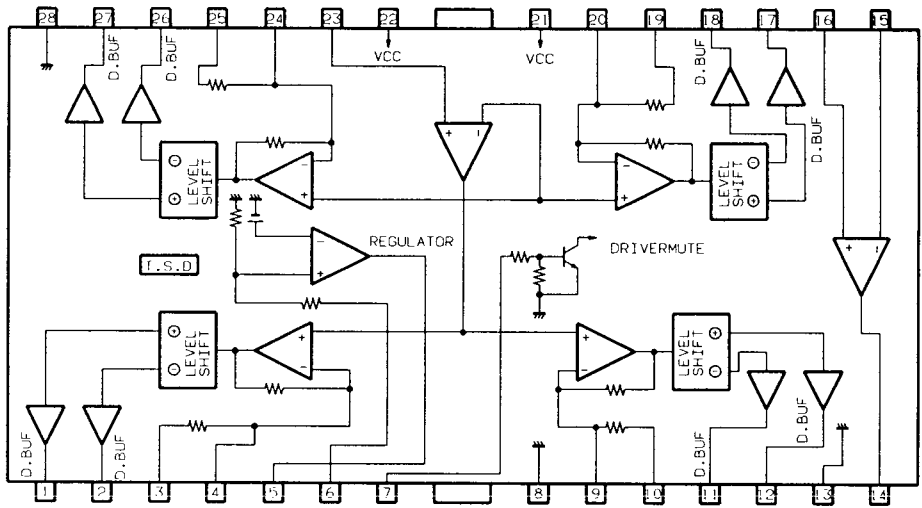 28 27 26 25 24 23 22 21 20 19 18 17 16 15
D.BUF
D.BUF
VCC
VCC
D.BUF
D.BUF
+ -
LEVEL SHIFT
- +
LEVEL SHIFT
- +
- +
- +
+ -
REGULATOR
- +
DRIVERMUTE
T.S.D
LEVEL SHIFT
+ -
LEVEL SHIFT
+ -
+ -
+ -
D.BUF
D.BUF
D.BUF
D.BUF
1 2 3 4 5 6 7 8 9 10 11 12 13 14